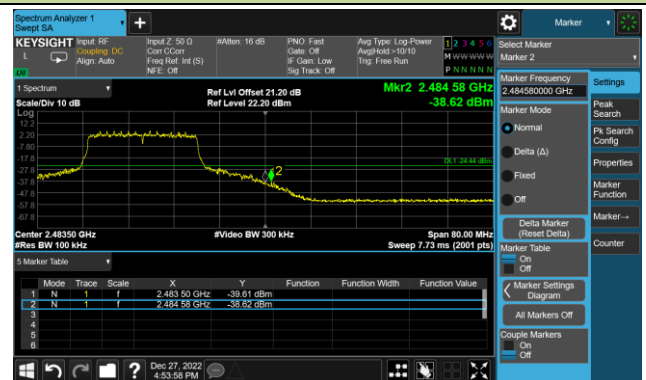 Spectrum Analyzer 1
Swept SA
+
Marker
KEYSIGHT
L
Input: RF
Coupling: DC
Align: Auto
Input Z: 50 Ω
Corr CCorr
Freq Ref: Int (S)
NFE: Off
#Atten: 16 dB
PNO: Fast
Gate: Off
IF Gain: Low
Sig Track: Off
Avg Type: Log-Power
Avg|Hold:>10/10
Trig: Free Run
1 2 3 4 5 6
M W W W W W
P N N N N N
Select Marker
Marker 2
1 Spectrum
Scale/Div 10 dB
Log
Ref Lvl Offset 21.20 dB
Ref Level 22.20 dBm
Mkr2 2.484 58 GHz
-38.62 dBm
12.2
2.20
-7.80
-17.8
-27.8
-37.8
-47.8
-57.8
-67.8
DL1 -24.44 dBm
2
Center 2.48350 GHz
#Res BW 100 kHz
#Video BW 300 kHz
Span 80.00 MHz
Sweep 7.73 ms (2001 pts)
5 Marker Table
Mode Trace Scale X Y Function Function Width Function Value
1 N 1 f 2.483 50 GHz -39.61 dBm
2 N 1 f 2.484 58 GHz -38.62 dBm
3
4
5
6
Marker Frequency
2.484580000 GHz
Marker Mode
Normal
Delta (Δ)
Fixed
Off
Delta Marker
(Reset Delta)
Marker Table
On
Off
Marker Settings
Diagram
All Markers Off
Couple Markers
On
Off
Settings
Peak
Search
Pk Search
Config
Properties
Marker
Function
Marker→
Counter
?
Dec 27, 2022
4:53:58 PM